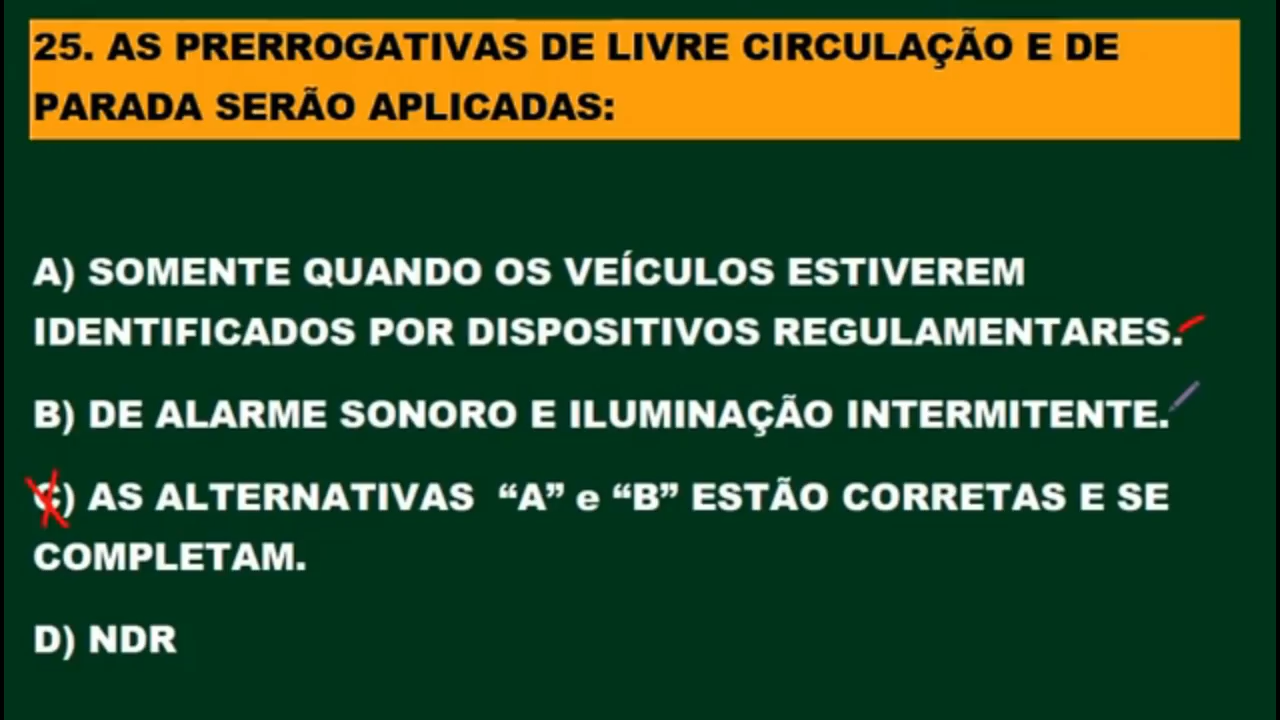 25. AS PRERROGATIVAS DE LIVRE CIRCULAÇÃO E DE
PARADA SERÃO APLICADAS:
A) SOMENTE QUANDO OS VEÍCULOS ESTIVEREM
IDENTIFICADOS POR DISPOSITIVOS REGULAMENTARES.
B) DE ALARME SONORO E ILUMINAÇÃO INTERMITENTE.
C) AS ALTERNATIVAS “A” e “B” ESTÃO CORRETAS E SE
COMPLETAM.
D) NDR